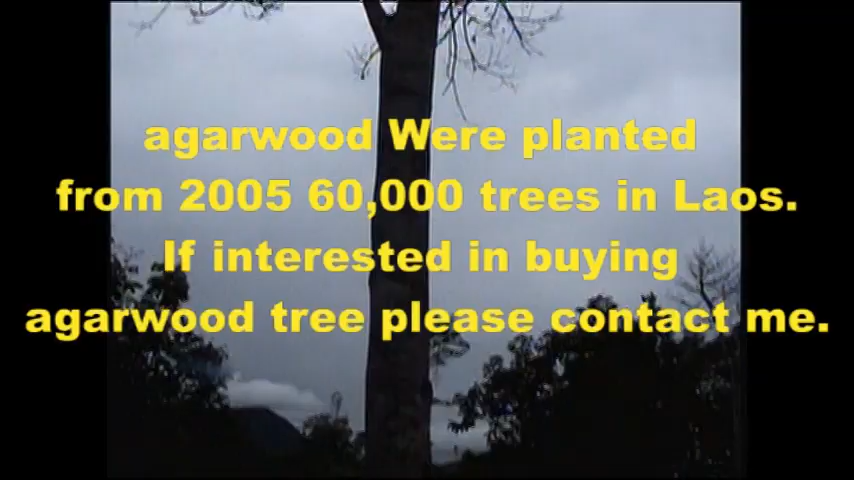 agarwood Were planted
from 2005 60,000 trees in Laos.
If interested in buying
agarwood tree please contact me.